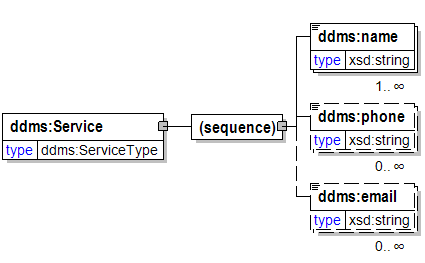 ddms:name
type xsd:string
1..∞
ddms:Service
type ddms:ServiceType
(sequence)
ddms:phone
type xsd:string
0..∞
ddms:email
type xsd:string
0..∞